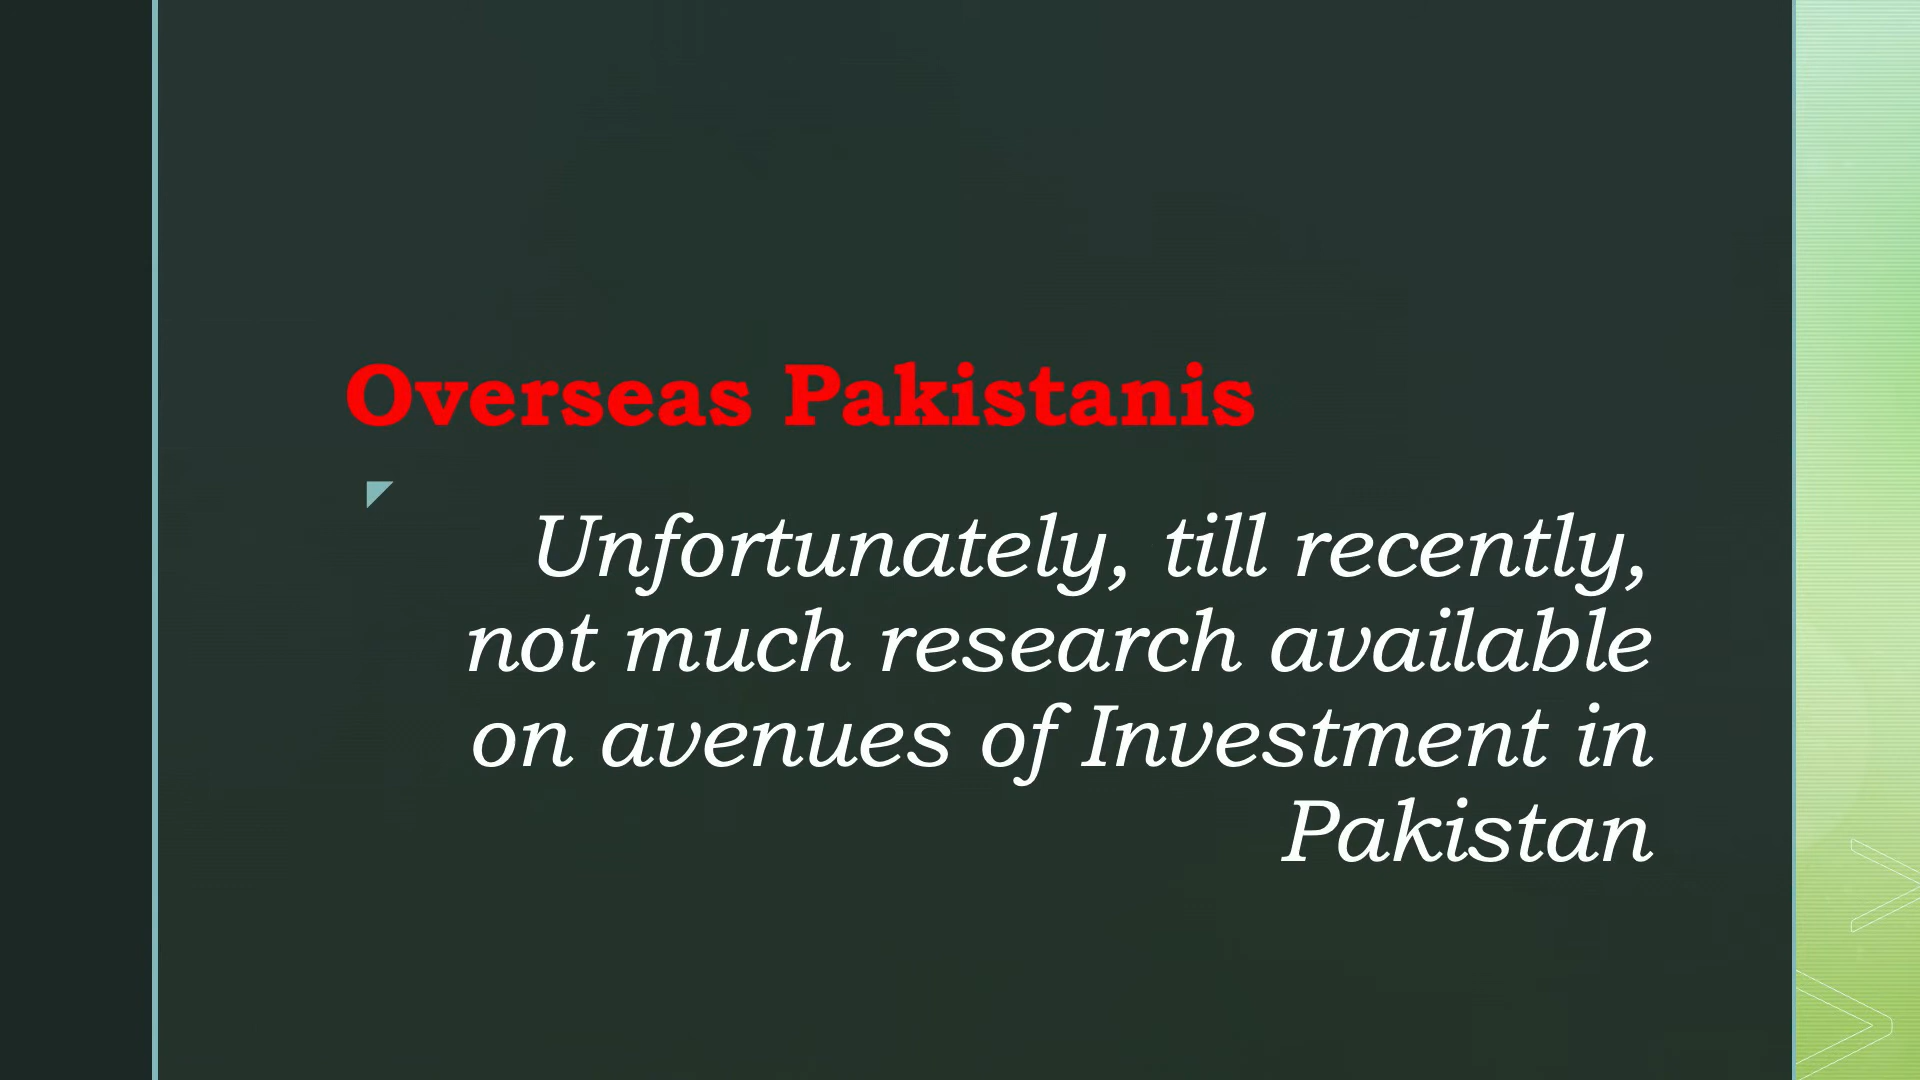 Overseas Pakistanis
Unfortunately, till recently,
not much research available
on avenues of Investment in
Pakistan